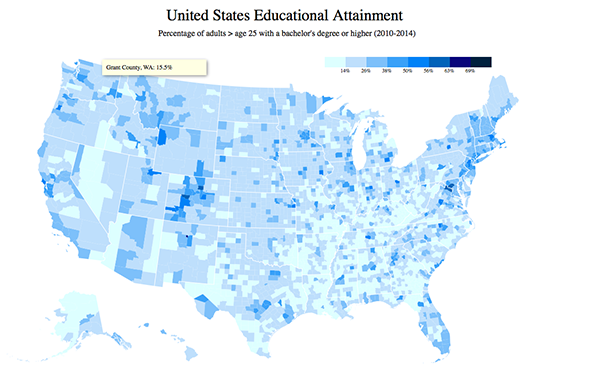 United States Educational Attainment
Percentage of adults > age 25 with a bachelor's degree or higher (2010-2014)
Grant County, WA: 15.5%
14% 26% 38% 50% 56% 63% 69%